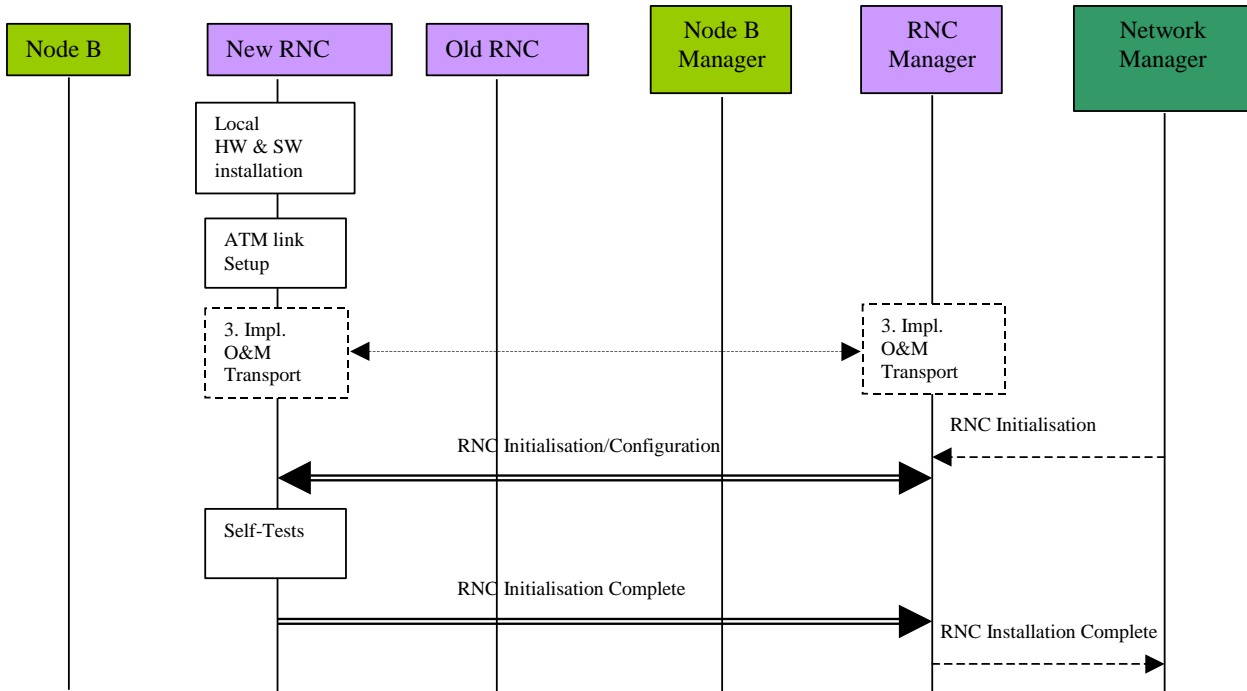 Node B
New RNC
Old RNC
Node B
Manager
RNC
Manager
Network
Manager
Local
HW & SW
installation
ATM link
Setup
3. Impl.
O&M
Transport
3. Impl.
O&M
Transport
RNC Initialisation
RNC Initialisation/Configuration
Self-Tests
RNC Initialisation Complete
RNC Installation Complete